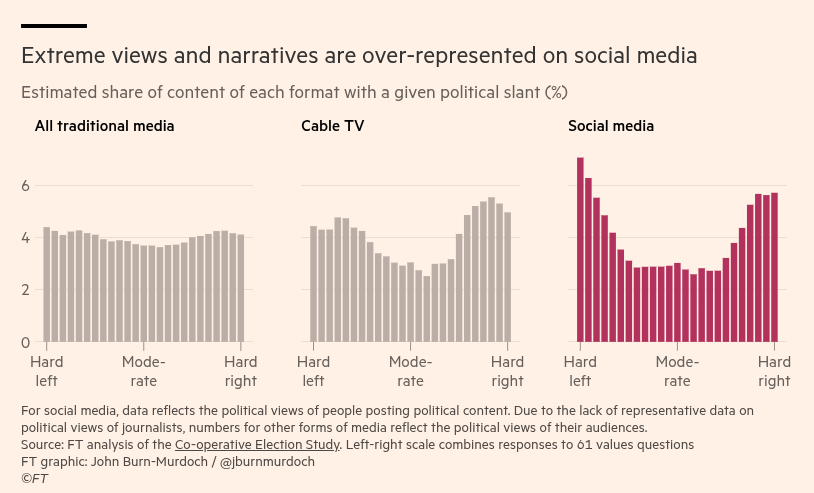 Extreme views and narratives are over-represented on social media
Estimated share of content of each format with a given political slant (%)
All traditional media
Cable TV
Social media
6
4
2
0
Hard left
Mode-rate
Hard right
Hard left
Mode-rate
Hard right
Hard left
Mode-rate
Hard right
For social media, data reflects the political views of people posting political content. Due to the lack of representative data on
political views of journalists, numbers for other forms of media reflect the political views of their audiences.
Source: FT analysis of the Co-operative Election Study. Left-right scale combines responses to 61 values questions
FT graphic: John Burn-Murdoch / @jburnmurdoch
©FT